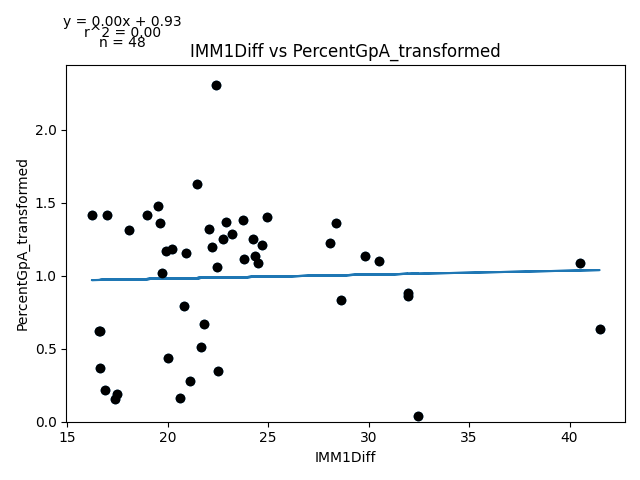 y = 0.00x + 0.93
r^2 = 0.00
n = 48
IMM1Diff vs PercentGpA_transformed
PercentGpA_transformed
2.0
1.5
1.0
0.5
0.0
15 20 25 30 35 40
IMM1Diff